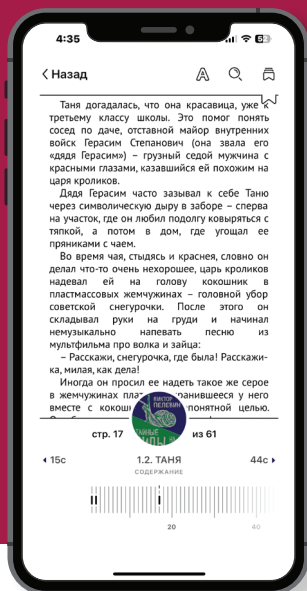 4:35
52
Назад
Таня догадалась, что она красавица, уже к
третьему классу школы. Это помог понять
сосед по даче, отставной майор внутренних
войск Герасим Степанович (она звала его
«дядя Герасим») – грузный седой мужчина с
красными глазами, казавшийся ей похожим на
царя кроликов.
Дядя Герасим часто зазывал к себе Таню
через символическую дыру в заборе – сперва
на участок, где он любил подолгу ковыряться с
тяпкой, а потом в дом, где угощал ее
пряниками с чаем.
Во время чая, стыдясь и краснея, словно он
делал что-то очень нехорошее, царь кроликов
надевал ей на голову кокошник в
пластмассовых жемчужинах – головной убор
советской снегурочки. После этого он
складывал руки на груди и начинал
немузыкально напевать песню из
мультфильма про волка и зайца:
– Расскажи, снегурочка, где была! Расскажи-
ка, милая, как дела!
Иногда он просил ее надеть такое же серое
в жемчужинах хранившееся у него
вместе с понятной целью.
ВИКТОР
ПЕЛЕВИН
ТАЙНЫЕ
стр. 17
из 61
15с
1.2. ТАНЯ
44с
СОДЕРЖАНИЕ
20
40